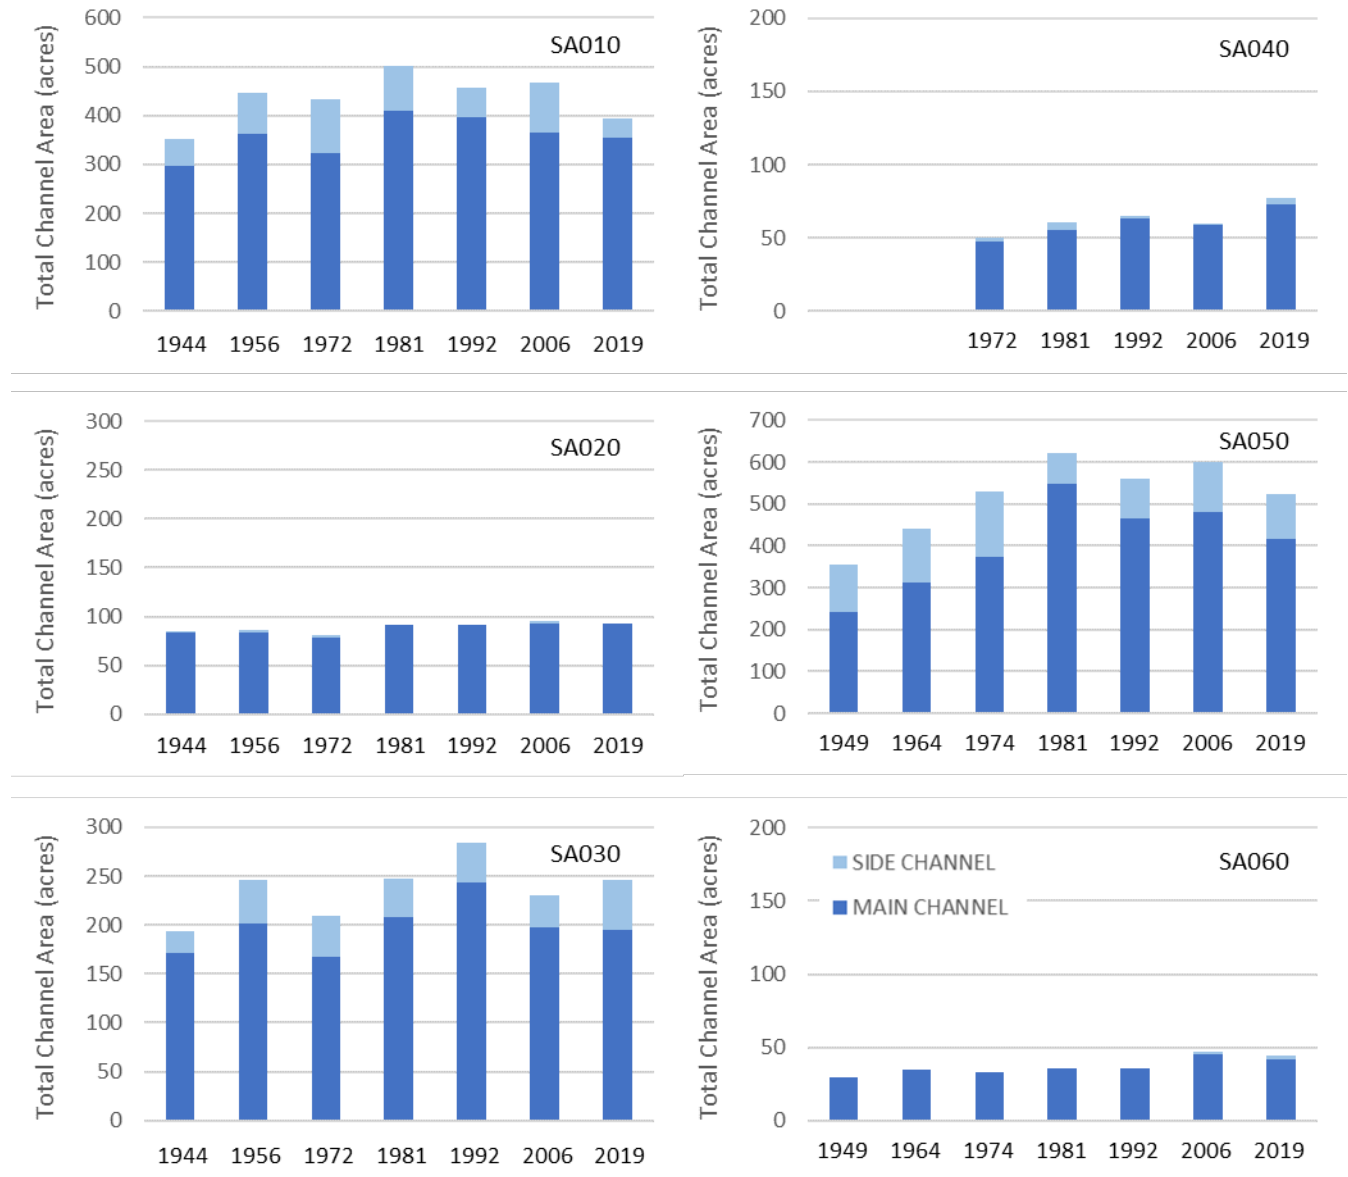 Total Channel Area (acres)
600
500
400
300
200
100
0
SA010
1944 1956 1972 1981 1992 2006 2019
Total Channel Area (acres)
200
150
100
50
0
SA040
1972 1981 1992 2006 2019
Total Channel Area (acres)
300
250
200
150
100
50
0
SA020
1944 1956 1972 1981 1992 2006 2019
Total Channel Area (acres)
700
600
500
400
300
200
100
0
SA050
1949 1964 1974 1981 1992 2006 2019
Total Channel Area (acres)
300
250
200
150
100
50
0
SA030
1944 1956 1972 1981 1992 2006 2019
Total Channel Area (acres)
200
150
100
50
0
SIDE CHANNEL
MAIN CHANNEL
SA060
1949 1964 1974 1981 1992 2006 2019